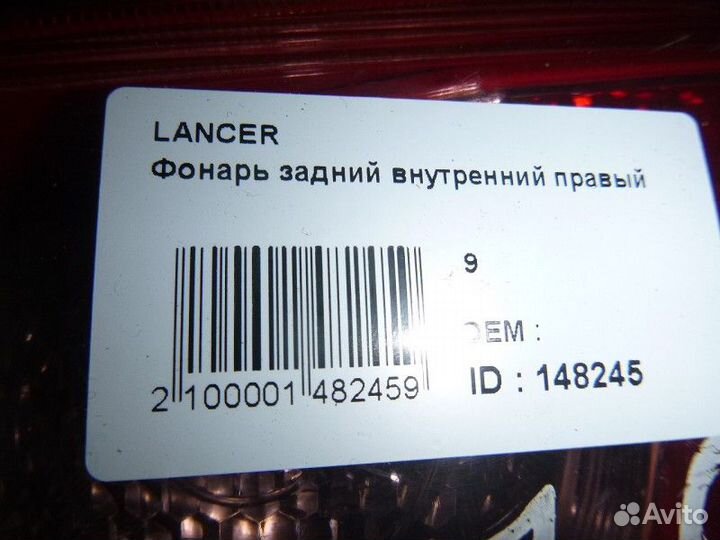 LANCER
Фонарь задний внутренний правый
9
OEM :
ID : 148245
2 100001 482459
Avito